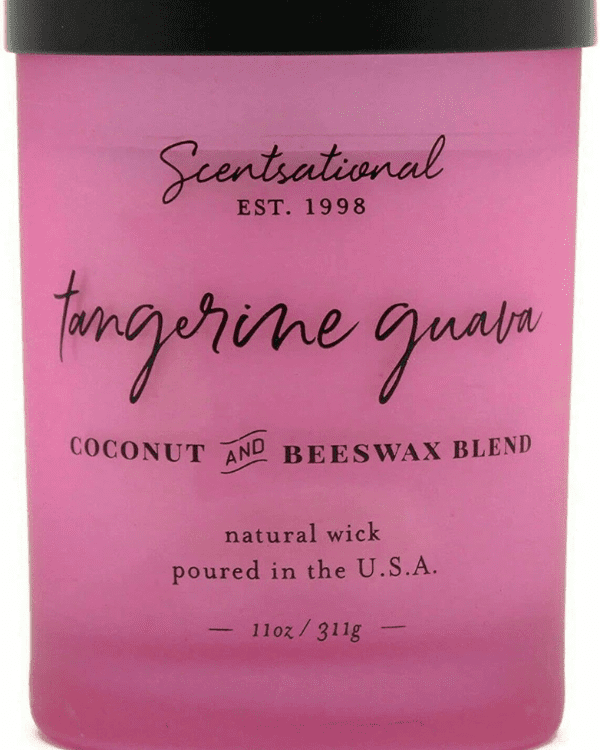 Scentsational
EST. 1998
tangerine guava
COCONUT AND BEESWAX BLEND
natural wick
poured in the U.S.A.
— 11oz / 311g —